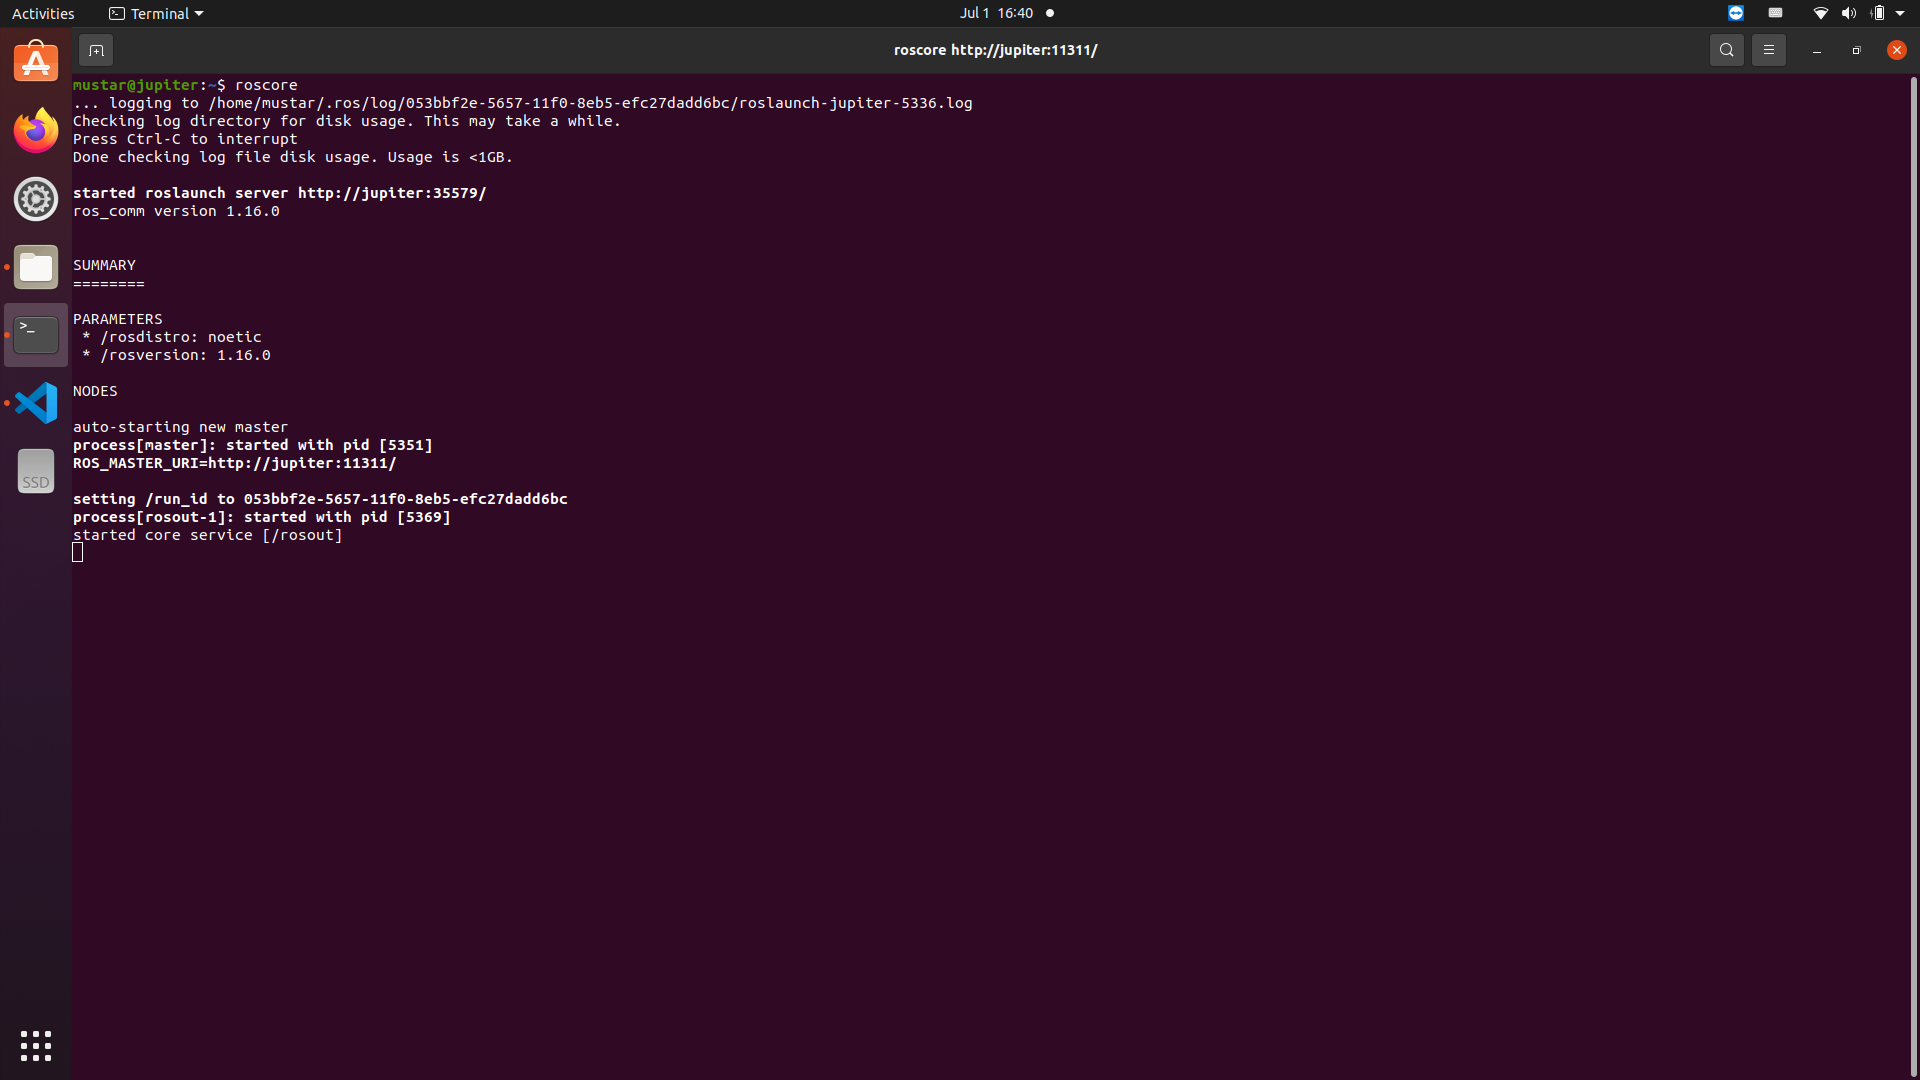 Activities
Terminal
Jul 1 16:40
roscore http://jupiter:11311/
mustar@jupiter:~$ roscore
... logging to /home/mustar/.ros/log/053bbf2e-5657-11f0-8eb5-efc27dadd6bc/roslaunch-jupiter-5336.log
Checking log directory for disk usage. This may take a while.
Press Ctrl-C to interrupt
Done checking log file disk usage. Usage is <1GB.
started roslaunch server http://jupiter:35579/
ros_comm version 1.16.0
SUMMARY
========
PARAMETERS
 * /rosdistro: noetic
 * /rosversion: 1.16.0
NODES
auto-starting new master
process[master]: started with pid [5351]
ROS_MASTER_URI=http://jupiter:11311/
setting /run_id to 053bbf2e-5657-11f0-8eb5-efc27dadd6bc
process[rosout-1]: started with pid [5369]
started core service [/rosout]
>_
SSD